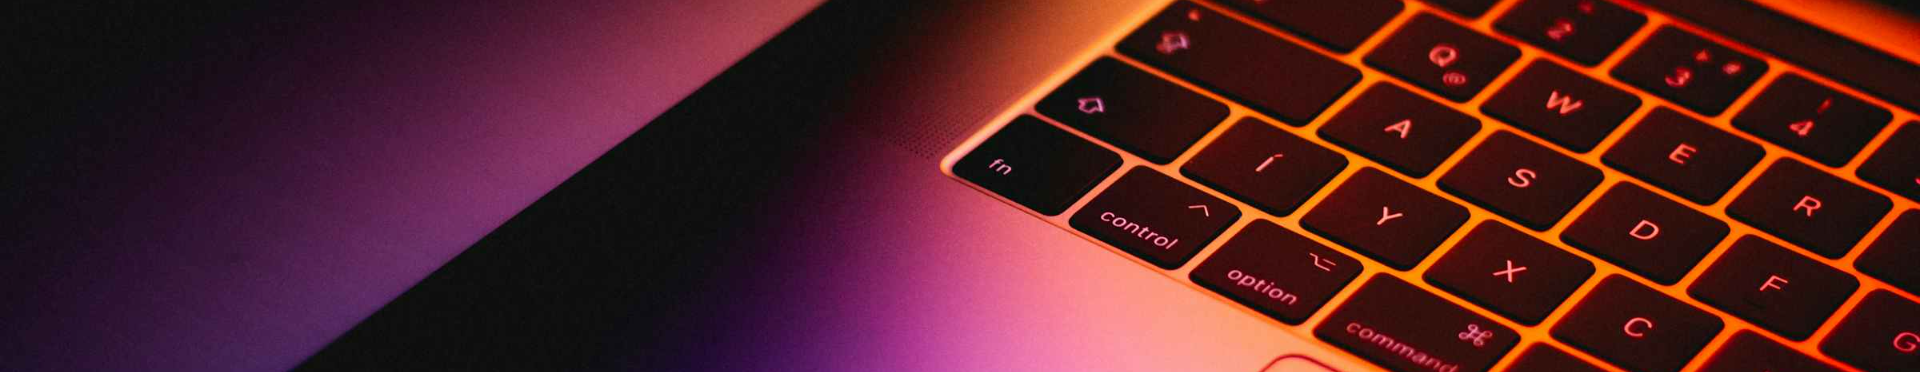 2 3 ! 4
Q @ W E R
A S D F G
Í Y X C
fn control ^ option ⌥ command ⌘